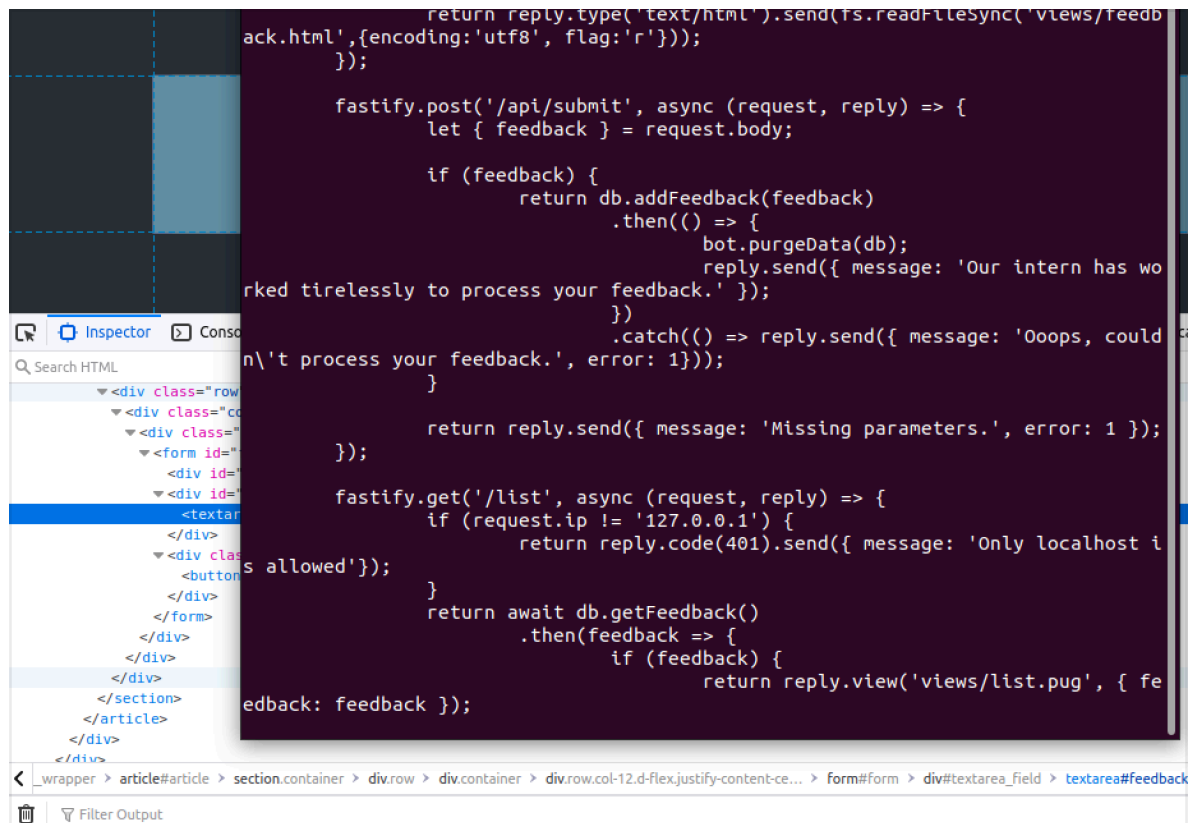 return reply.type('text/html').send(fs.readFileSync('views/feedb
ack.html',{encoding:'utf8', flag:'r'}));
});
fastify.post('/api/submit', async (request, reply) => {
let { feedback } = request.body;
if (feedback) {
return db.addFeedback(feedback)
.then(() => {
bot.purgeData(db);
reply.send({ message: 'Our intern has wo
rked tirelessly to process your feedback.' });
})
.catch(() => reply.send({ message: 'Ooops, could
n\'t process your feedback.', error: 1}));
}
return reply.send({ message: 'Missing parameters.', error: 1 });
});
fastify.get('/list', async (request, reply) => {
if (request.ip != '127.0.0.1') {
return reply.code(401).send({ message: 'Only localhost i
s allowed'});
}
return await db.getFeedback()
.then(feedback => {
if (feedback) {
return reply.view('views/list.pug', { fe
edback: feedback });
Inspector Conso
Search HTML
<div class="row
<div class="co
<div class="
<form id="
<div id="
<div id="
<textar
</div>
<div clas
<button
</div>
</form>
</div>
</div>
</div>
</section>
</article>
</div>
</div>
_wrapper > article#article > section.container > div.row > div.container > div.row.col-12.d-flex.justify-content-ce... > form#form > div#textarea_field > textarea#feedback
Filter Output